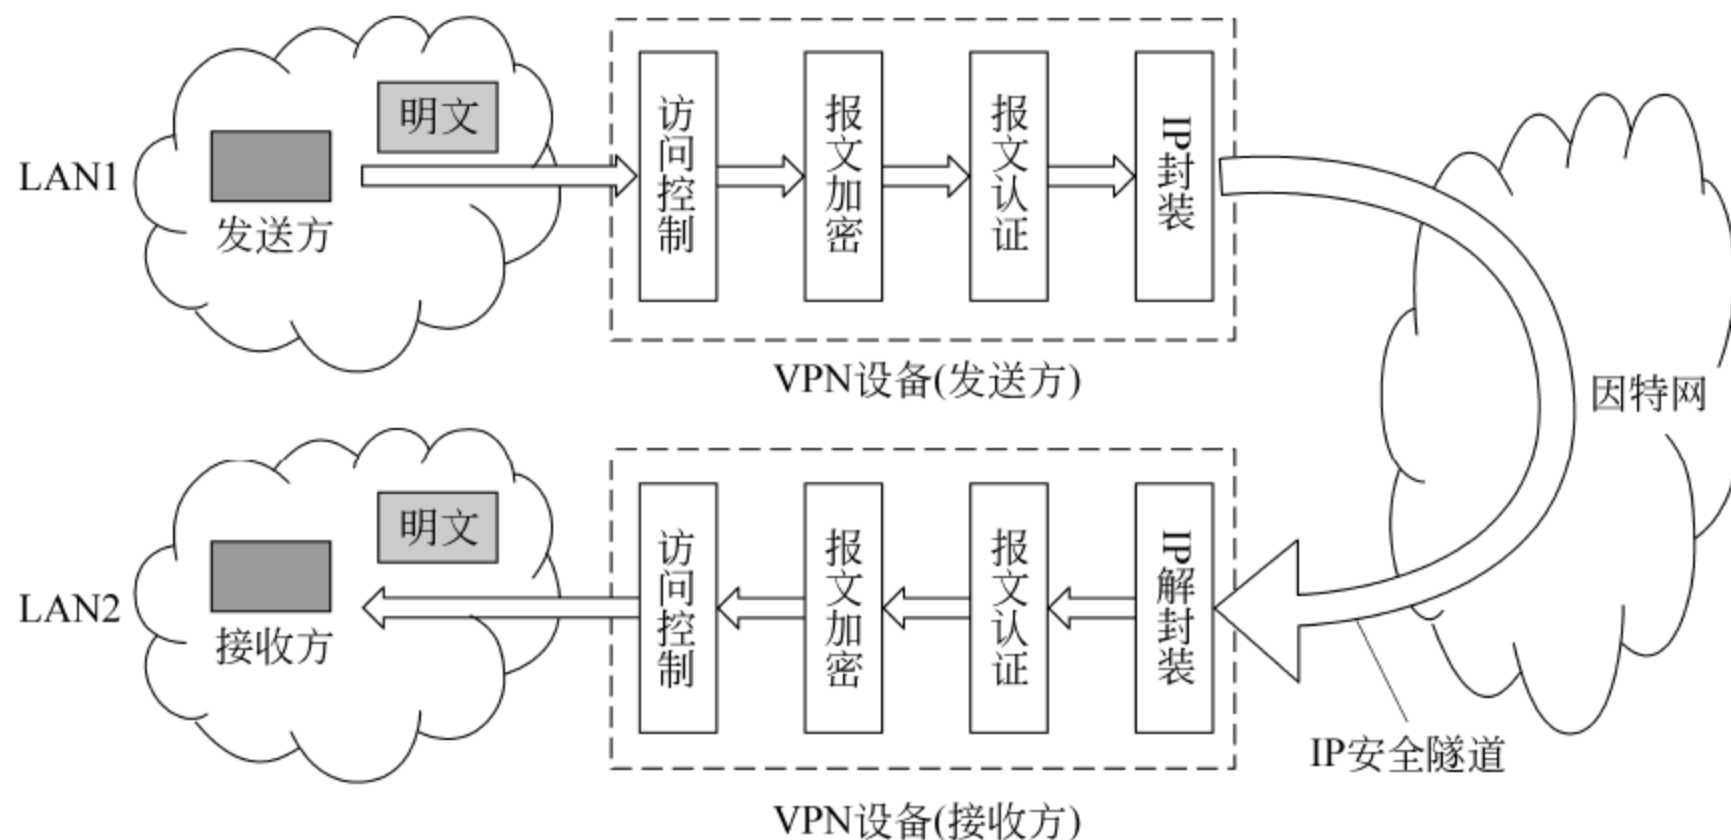 LAN1
发送方
明文
访问控制
报文加密
报文认证
IP封装
VPN设备(发送方)
因特网
LAN2
接收方
明文
访问控制
报文加密
报文认证
IP解封装
IP安全隧道
VPN设备(接收方)